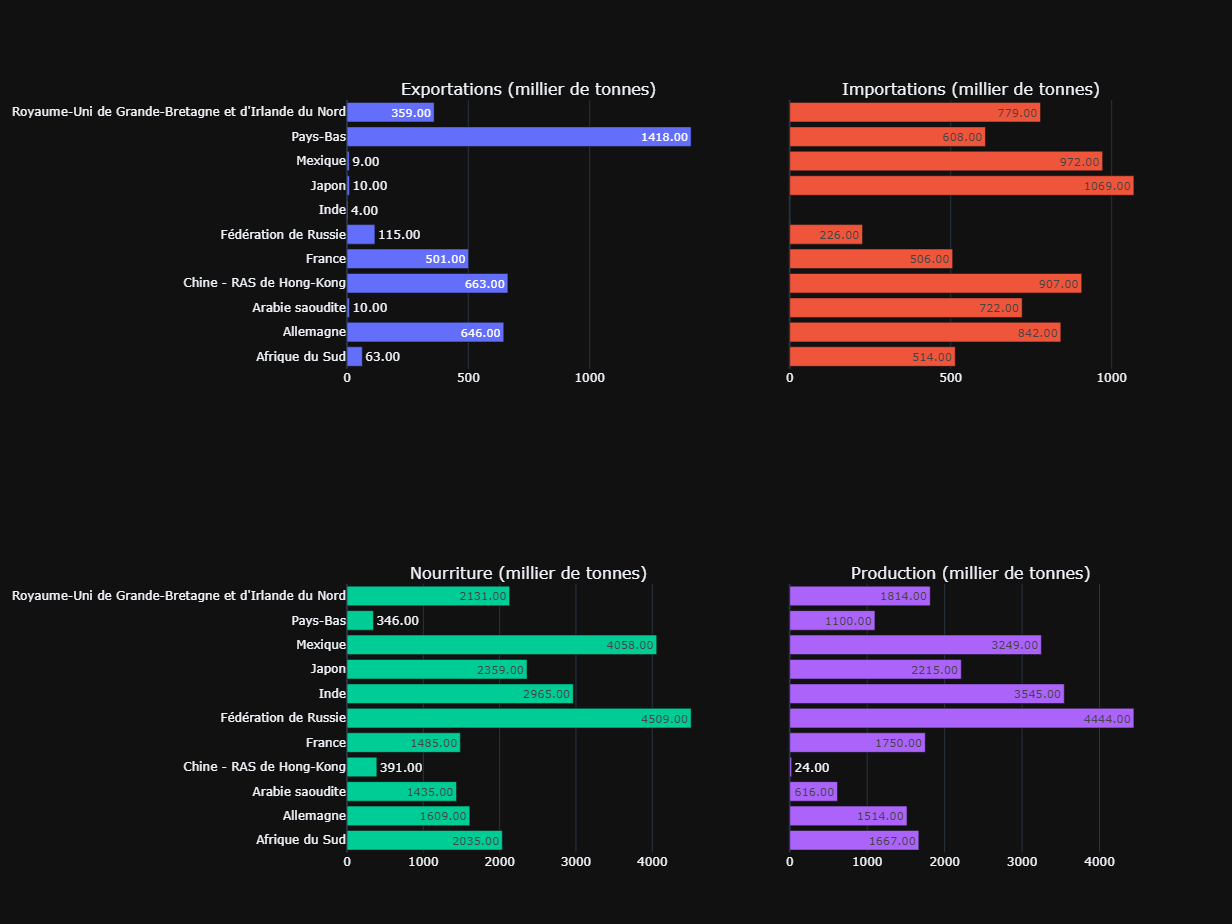 Exportations (millier de tonnes)
Royaume-Uni de Grande-Bretagne et d'Irlande du Nord 359.00
Pays-Bas 1418.00
Mexique 9.00
Japon 10.00
Inde 4.00
Fédération de Russie 115.00
France 501.00
Chine - RAS de Hong-Kong 663.00
Arabie saoudite 10.00
Allemagne 646.00
Afrique du Sud 63.00
0 500 1000
Importations (millier de tonnes)
779.00
608.00
972.00
1069.00
226.00
506.00
907.00
722.00
842.00
514.00
0 500 1000
Nourriture (millier de tonnes)
Royaume-Uni de Grande-Bretagne et d'Irlande du Nord 2131.00
Pays-Bas 346.00
Mexique 4058.00
Japon 2359.00
Inde 2965.00
Fédération de Russie 4509.00
France 1485.00
Chine - RAS de Hong-Kong 391.00
Arabie saoudite 1435.00
Allemagne 1609.00
Afrique du Sud 2035.00
0 1000 2000 3000 4000
Production (millier de tonnes)
1814.00
1100.00
3249.00
2215.00
3545.00
4444.00
1750.00
24.00
616.00
1514.00
1667.00
0 1000 2000 3000 4000